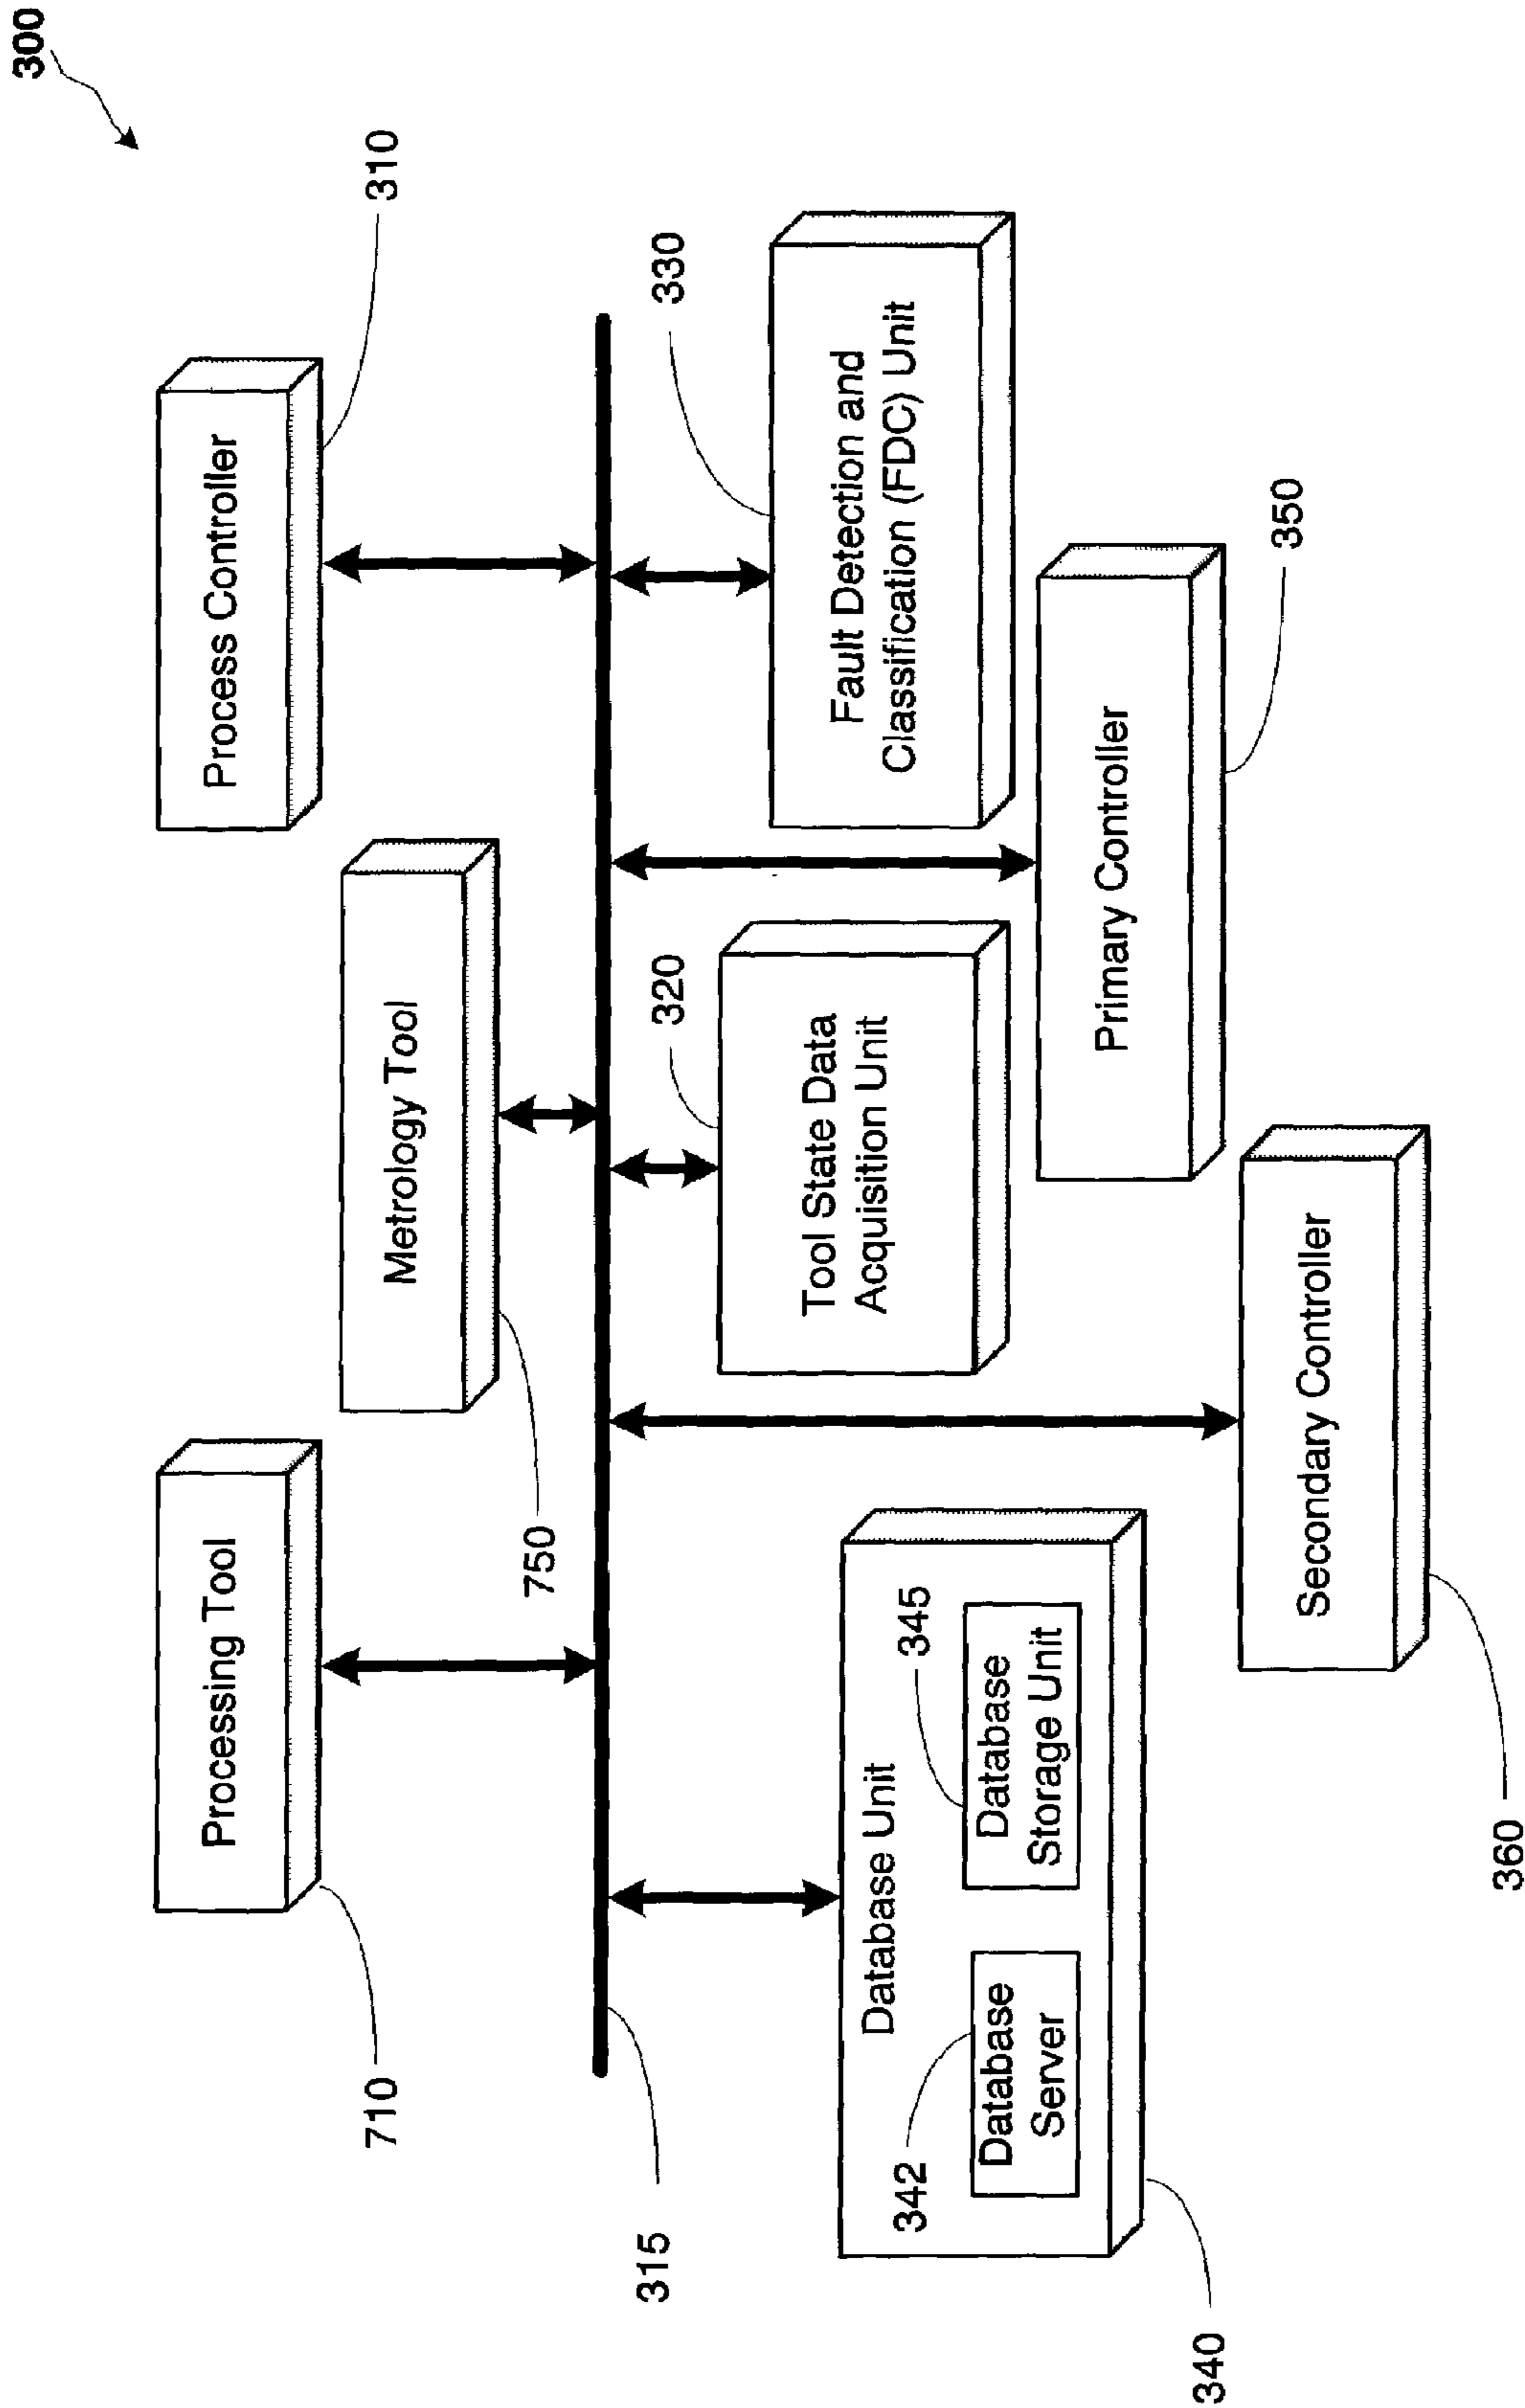 300
Processing Tool
710
Metrology Tool
750
Process Controller
310
315
Database Unit
342
Database
Server
345
Database
Storage Unit
340
Tool State Data
Acquisition Unit
320
Fault Detection and
Classification (FDC) Unit
330
Primary Controller
350
Secondary Controller
360